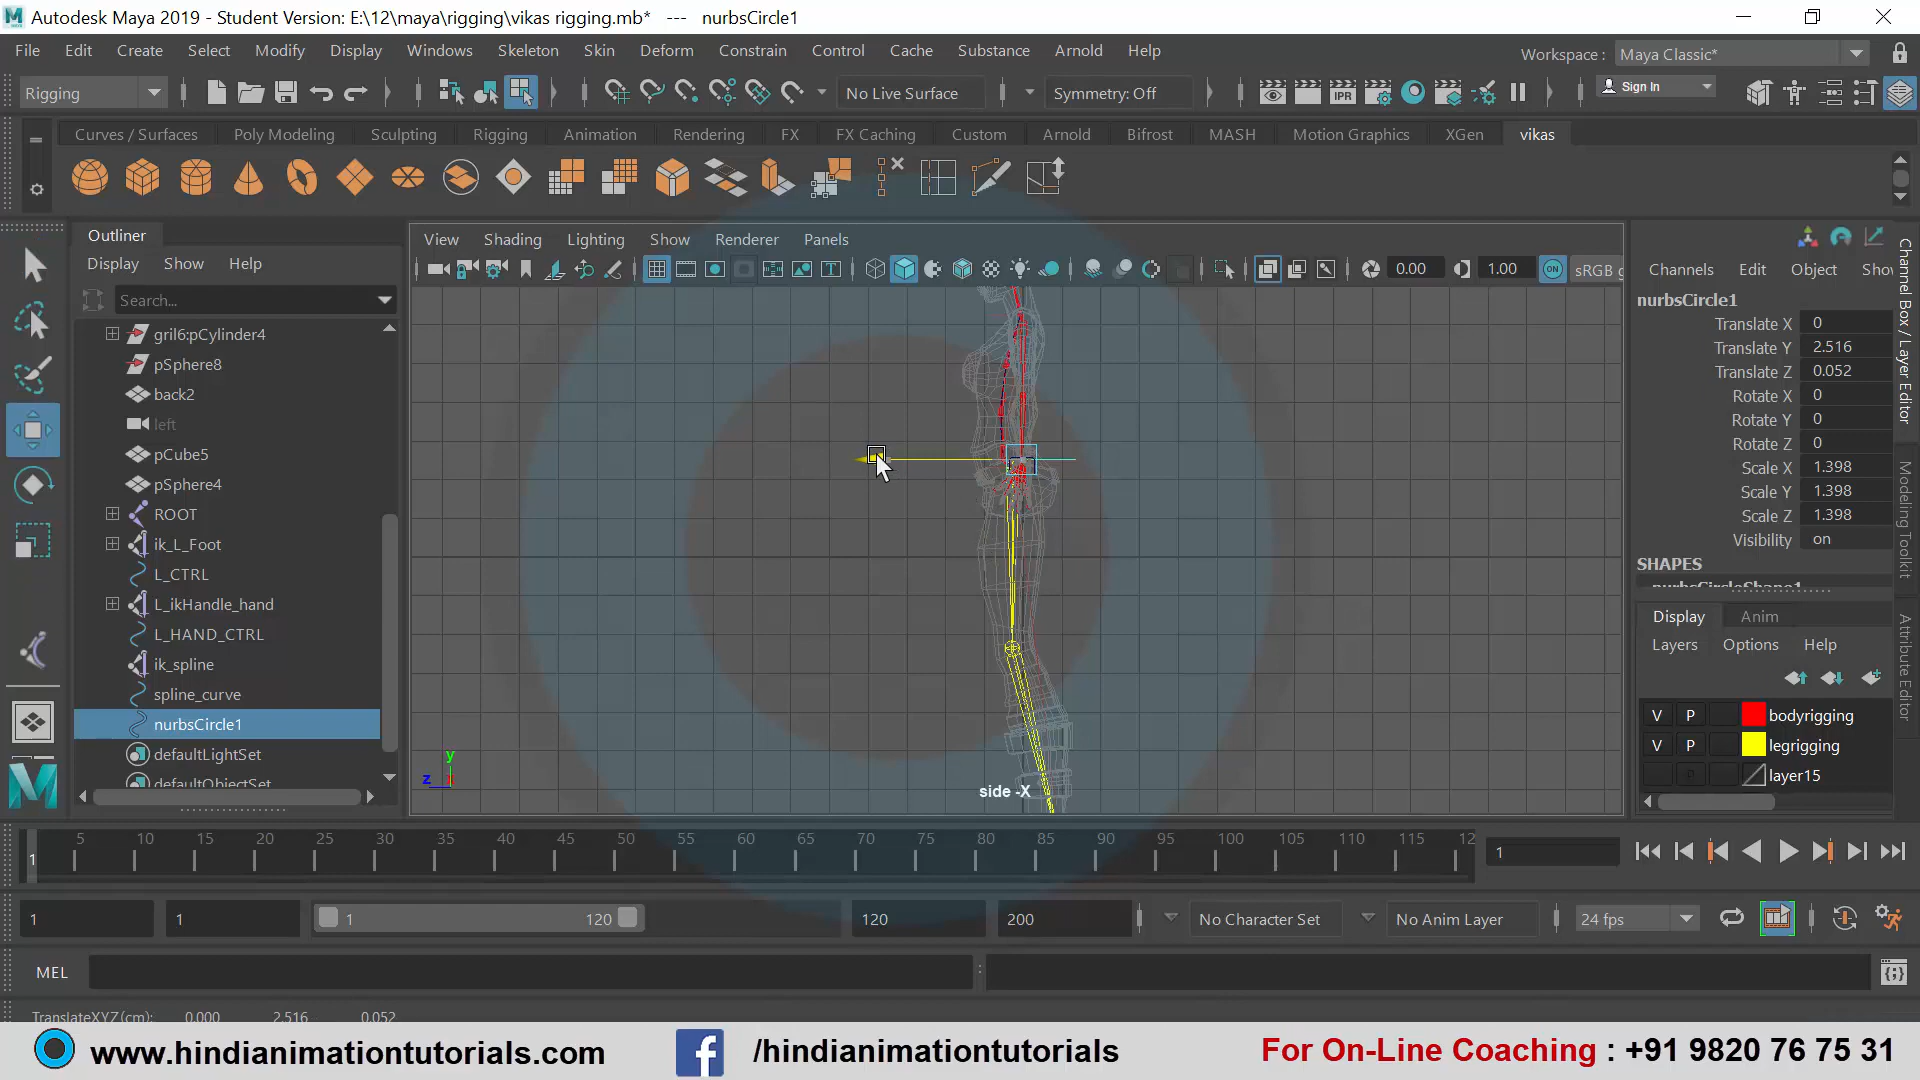 Autodesk Maya 2019 - Student Version: E:\12\maya\rigging\vikas rigging.mb* --- nurbsCircle1
File Edit Create Select Modify Display Windows Skeleton Skin Deform Constrain Control Cache Substance Arnold Help
Workspace : Maya Classic*
Rigging No Live Surface Symmetry: Off IPR Sign In
Curves / Surfaces Poly Modeling Sculpting Rigging Animation Rendering FX FX Caching Custom Arnold Bifrost MASH Motion Graphics XGen vikas
Outliner
Display Show Help
Search...
gril6:pCylinder4
pSphere8
back2
left
pCube5
pSphere4
ROOT
ik_L_Foot
L_CTRL
L_ikHandle_hand
L_HAND_CTRL
ik_spline
spline_curve
nurbsCircle1
defaultLightSet
defaultObjectSet
View Shading Lighting Show Renderer Panels
0.00 1.00 ON sRGB
y
z
side -X
Channels Edit Object
nurbsCircle1
Translate X 0
Translate Y 2.516
Translate Z 0.052
Rotate X 0
Rotate Y 0
Rotate Z 0
Scale X 1.398
Scale Y 1.398
Scale Z 1.398
Visibility on
SHAPES
nurbsCircleShape1
Display Anim
Layers Options Help
V P bodyrigging
V P legrigging
P layer15
Channel Box / Layer Editor
Modeling Toolkit
Attribute Editor
5 10 15 20 25 30 35 40 45 50 55 60 65 70 75 80 85 90 95 100 105 110 115 12
1 1
1 1 1 120 120 200 No Character Set No Anim Layer 24 fps
MEL
TranslateXYZ(cm): 0.000 2.516 0.052
www.hindianimationtutorials.com f /hindianimationtutorials For On-Line Coaching : +91 9820 76 75 31